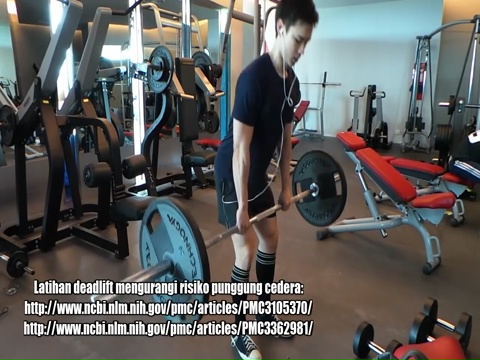 TECHNOGYM
Latihan deadlift mengurangi risiko punggung cedera:
http://www.ncbi.nlm.nih.gov/pmc/articles/PMC3105370/
http://www.ncbi.nlm.nih.gov/pmc/articles/PMC3362981/